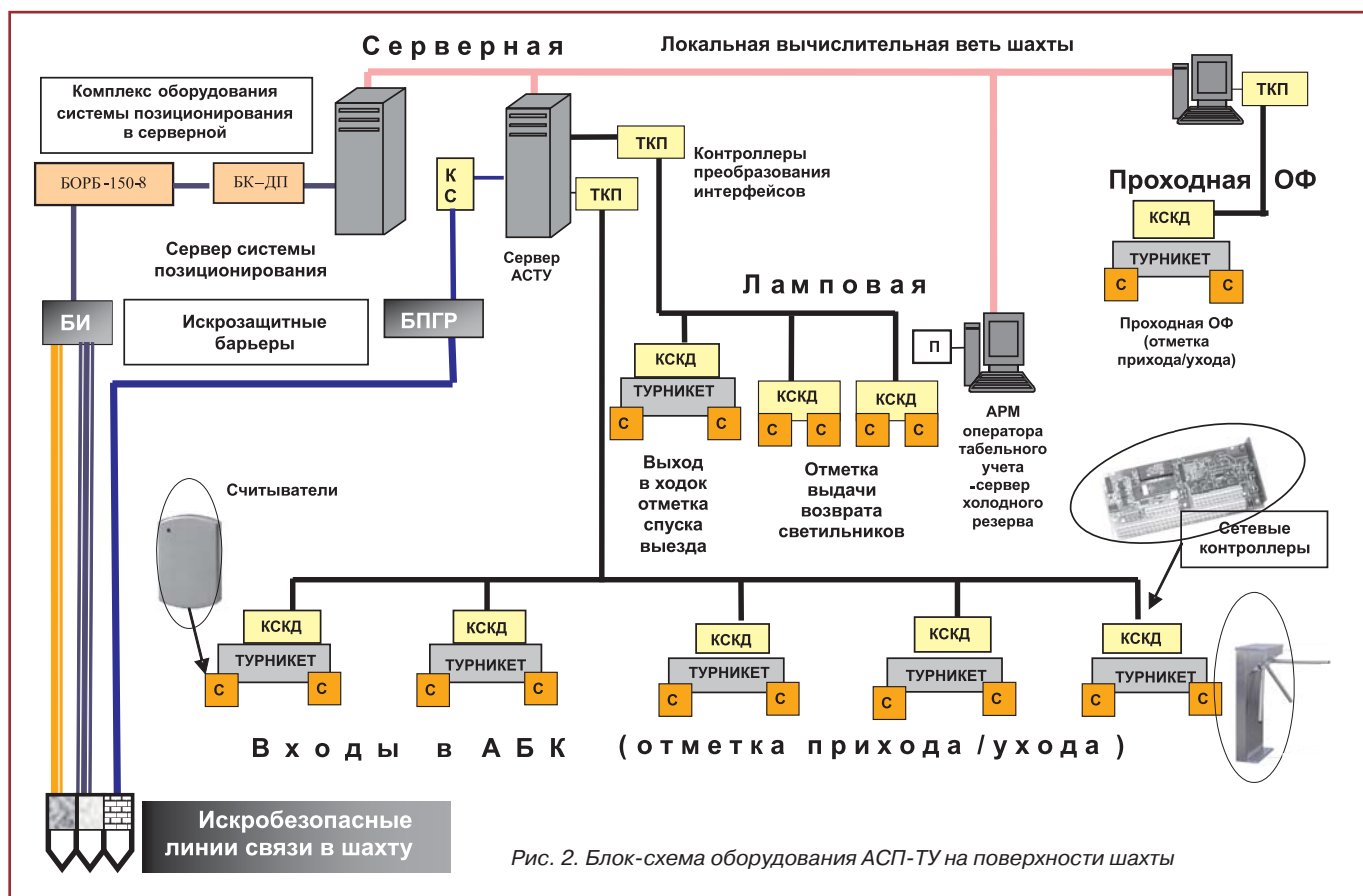 Серверная
Локальная вычислительная веть шахты
Комплекс оборудования
системы позиционирования
в серверной
БОРБ-150-8
БК–ДП
К
С
ТКП
ТКП
Контроллеры
преобразования
интерфейсов
ТКП
Проходная ОФ
КСКД
ТУРНИКЕТ
С
С
Проходная ОФ
(отметка
прихода/ухода)
Сервер системы
позиционирования
Сервер
АСТУ
БИ
Искрозащитные
барьеры
БПГР
Ламповая
КСКД
ТУРНИКЕТ
С
С
Выход
в ходок
отметка
спуска
выезда
КСКД
С
С
КСКД
С
С
Отметка
выдачи
возврата
светильников
П
АРМ
оператора
табельного
учета
-сервер
холодного
резерва
Считыватели
Сетевые
контроллеры
КСКД
ТУРНИКЕТ
С
С
КСКД
ТУРНИКЕТ
С
С
КСКД
ТУРНИКЕТ
С
С
КСКД
ТУРНИКЕТ
С
С
КСКД
ТУРНИКЕТ
С
С
Входы в АБК (отметка прихода/ухода)
Искробезопасные
линии связи в шахту
Рис. 2. Блок-схема оборудования АСП-ТУ на поверхности шахты